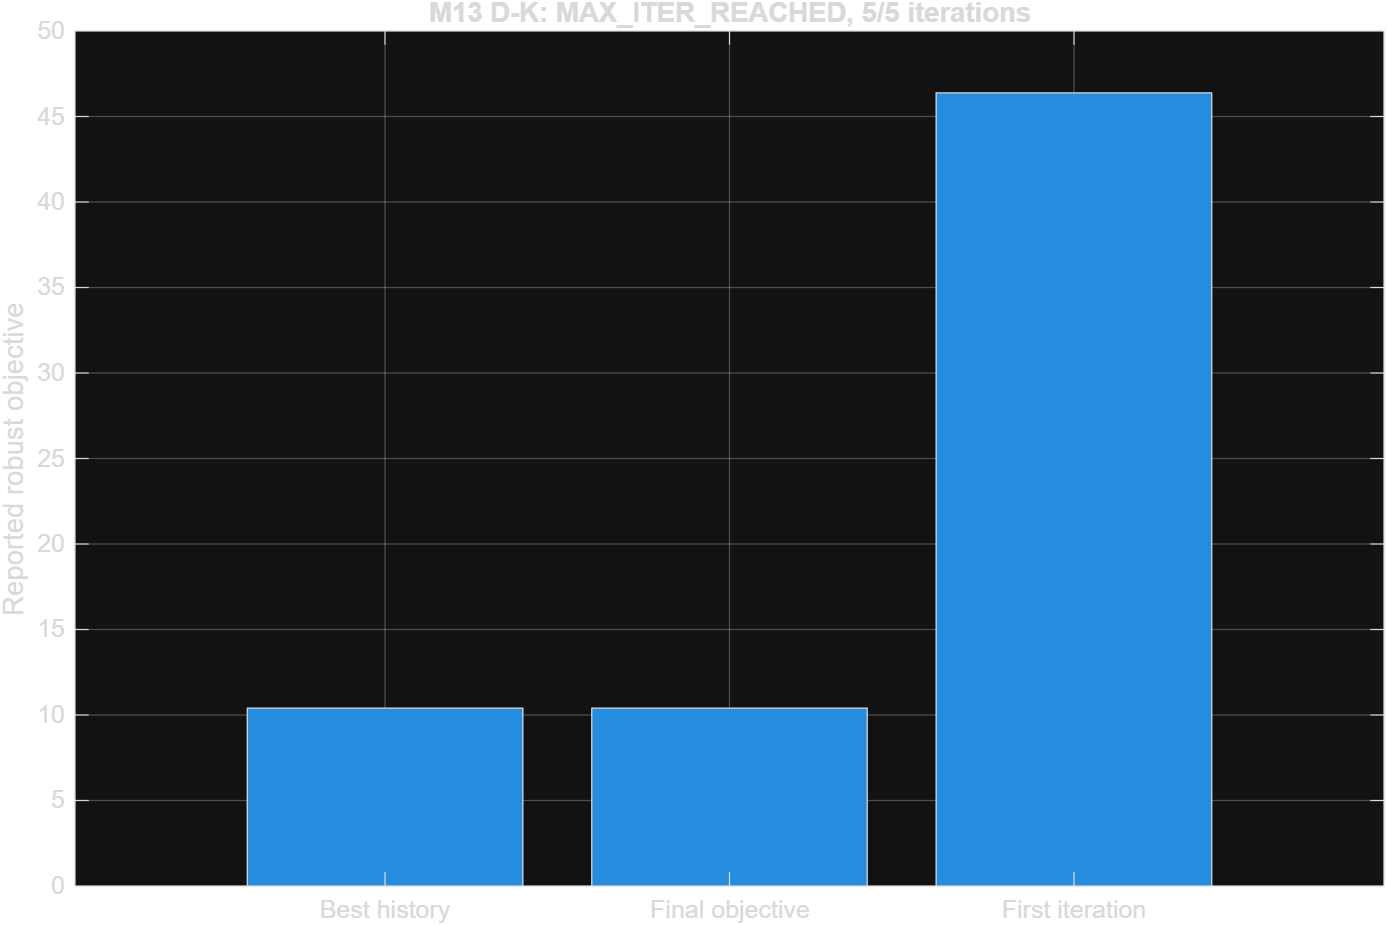 M13 D-K: MAX_ITER_REACHED, 5/5 iterations
Reported robust objective
50
45
40
35
30
25
20
15
10
5
0
Best history
Final objective
First iteration